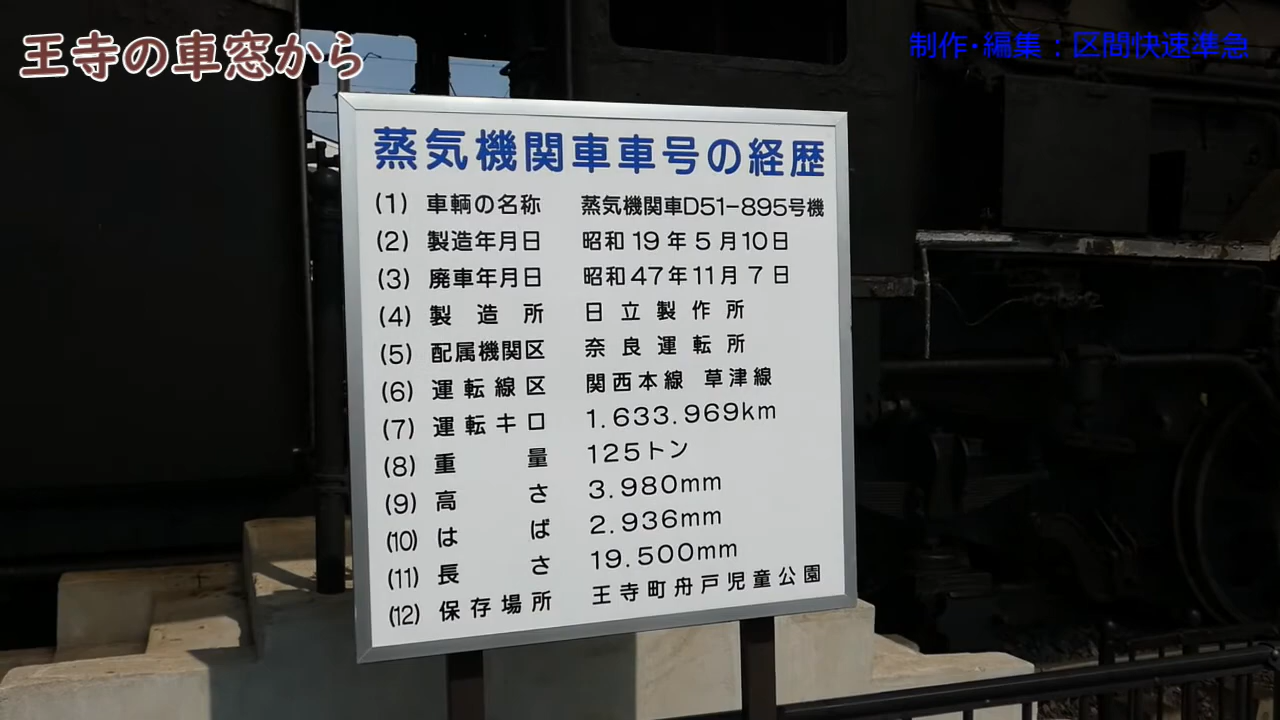 王寺の車窓から
制作・編集：区間快速準急
蒸気機関車車号の経歴
(1) 車輌の名称 蒸気機関車D51-895号機
(2) 製造年月日 昭和19年5月10日
(3) 廃車年月日 昭和47年11月7日
(4) 製造所 日立製作所
(5) 配属機関区 奈良運転所
(6) 運転線区 関西本線 草津線
(7) 運転キロ 1.633.969km
(8) 重量 125トン
(9) 高さ 3.980mm
(10) はば 2.936mm
(11) 長さ 19.500mm
(12) 保存場所 王寺町舟戸児童公園